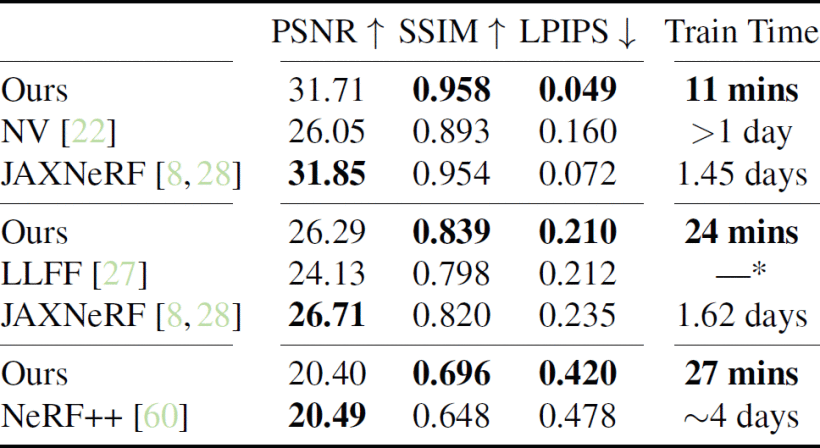 PSNR ↑ SSIM ↑ LPIPS ↓ Train Time
Ours 31.71 0.958 0.049 11 mins
NV [22] 26.05 0.893 0.160 >1 day
JAXNeRF [8, 28] 31.85 0.954 0.072 1.45 days
Ours 26.29 0.839 0.210 24 mins
LLFF [27] 24.13 0.798 0.212 —*
JAXNeRF [8, 28] 26.71 0.820 0.235 1.62 days
Ours 20.40 0.696 0.420 27 mins
NeRF++ [60] 20.49 0.648 0.478 ∼4 days